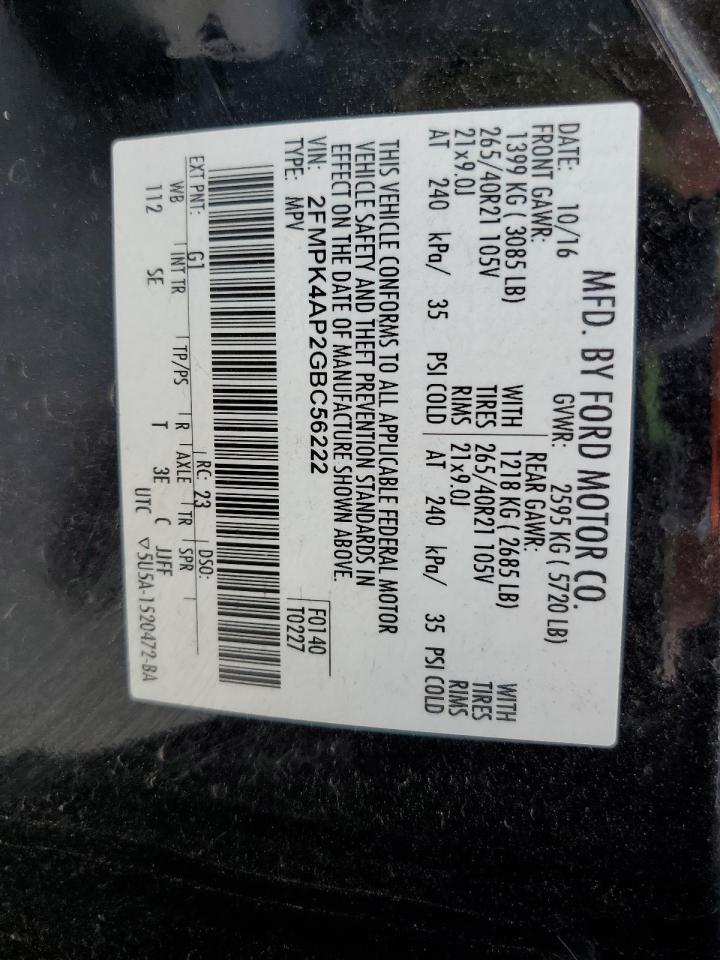 MFD. BY FORD MOTOR CO.
DATE: 10/16 GVWR: 2595 KG ( 5720 LB)
FRONT GAWR: REAR GAWR:
1399 KG ( 3085 LB) WITH 1218 KG ( 2685 LB) WITH
265/40R21 105V TIRES 265/40R21 105V TIRES
21x9.0J RIMS 21x9.0J RIMS
AT 240 kPa/ 35 PSI COLD AT 240 kPa/ 35 PSI COLD
THIS VEHICLE CONFORMS TO ALL APPLICABLE FEDERAL MOTOR
VEHICLE SAFETY AND THEFT PREVENTION STANDARDS IN
EFFECT ON THE DATE OF MANUFACTURE SHOWN ABOVE.
VIN: 2FMPK4AP2GBC56222 F0140
TYPE: MPV T0227
EXT PNT: G1 RC: 23 DSO:
WB INT TR TP/PS R AXLE TR SPR
112 SE T 3E C JJFF
UTC ▽5U5A-1520472-BA